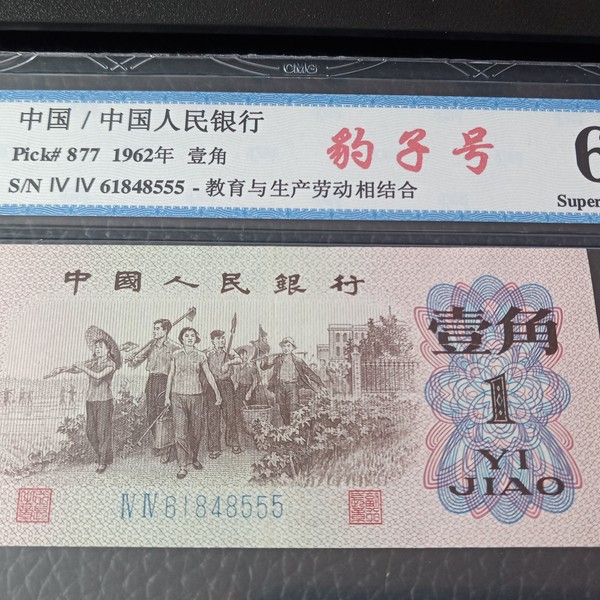 CMG
中国 / 中国人民银行
Pick# 877 1962年 壹角
S/N IV IV 61848555 - 教育与生产劳动相结合
豹子号
6
Super
中國人民銀行
壹角
1
YI
JIAO
IV IV 61848555